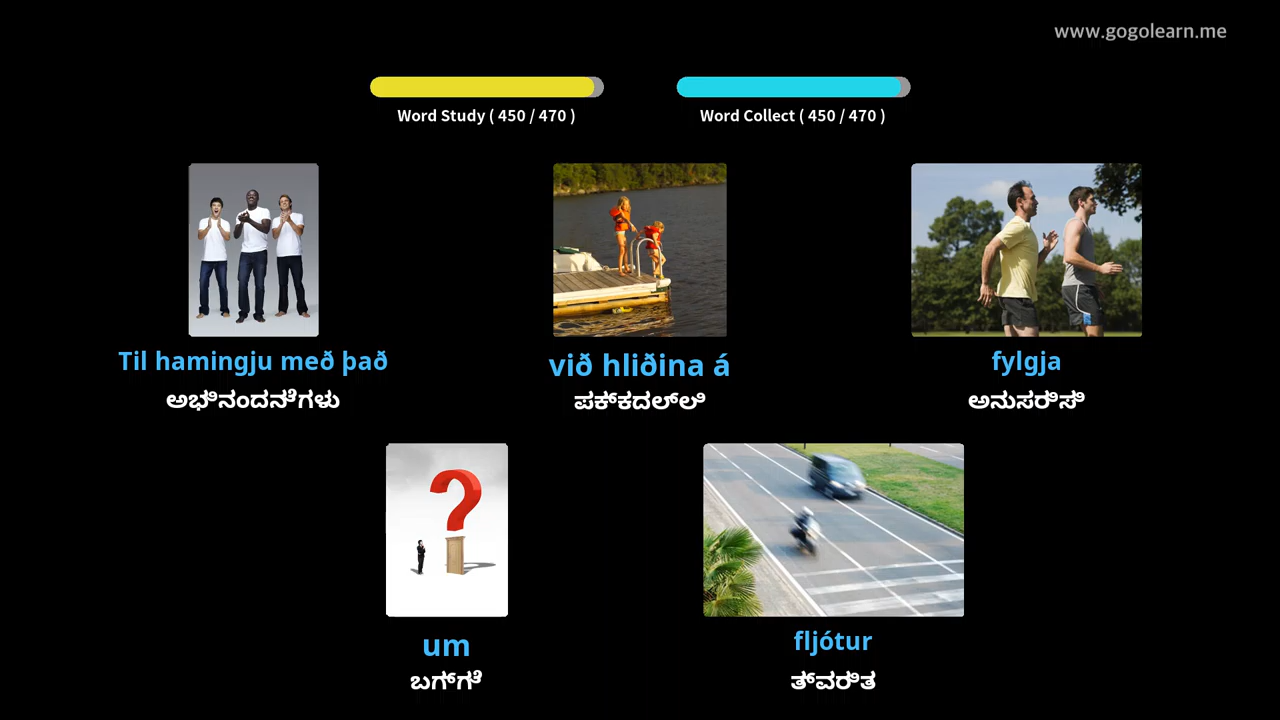 www.gogolearn.me
Word Study ( 450 / 470 )
Word Collect ( 450 / 470 )
Til hamingju með það
ಅಭಿನಂದನೆಗಳು
við hliðina á
ಪಕ್ಕದಲ್ಲಿ
fylgja
ಅನುಸರಿಸಿ
um
ಬಗ್ಗೆ
fljótur
ತ್ವರಿತ